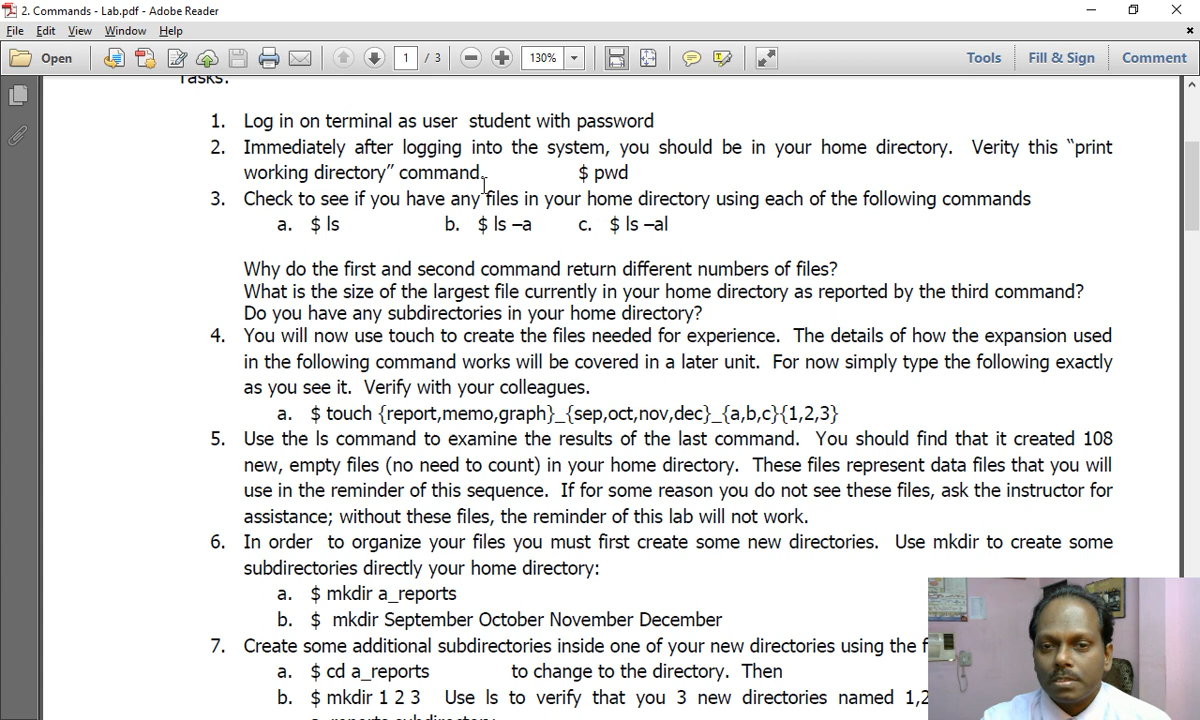 2. Commands - Lab.pdf - Adobe Reader
File Edit View Window Help
Open 1 / 3 130% Tools Fill & Sign Comment
Tasks:
1. Log in on terminal as user student with password
2. Immediately after logging into the system, you should be in your home directory. Verity this “print
working directory” command. $ pwd
3. Check to see if you have any files in your home directory using each of the following commands
a. $ ls b. $ ls –a c. $ ls –al
Why do the first and second command return different numbers of files?
What is the size of the largest file currently in your home directory as reported by the third command?
Do you have any subdirectories in your home directory?
4. You will now use touch to create the files needed for experience. The details of how the expansion used
in the following command works will be covered in a later unit. For now simply type the following exactly
as you see it. Verify with your colleagues.
a. $ touch {report,memo,graph}_{sep,oct,nov,dec}_{a,b,c}{1,2,3}
5. Use the ls command to examine the results of the last command. You should find that it created 108
new, empty files (no need to count) in your home directory. These files represent data files that you will
use in the reminder of this sequence. If for some reason you do not see these files, ask the instructor for
assistance; without these files, the reminder of this lab will not work.
6. In order to organize your files you must first create some new directories. Use mkdir to create some
subdirectories directly your home directory:
a. $ mkdir a_reports
b. $ mkdir September October November December
7. Create some additional subdirectories inside one of your new directories using the
a. $ cd a_reports to change to the directory. Then
b. $ mkdir 1 2 3 Use ls to verify that you 3 new directories named 1,2
a_reports subdirectory